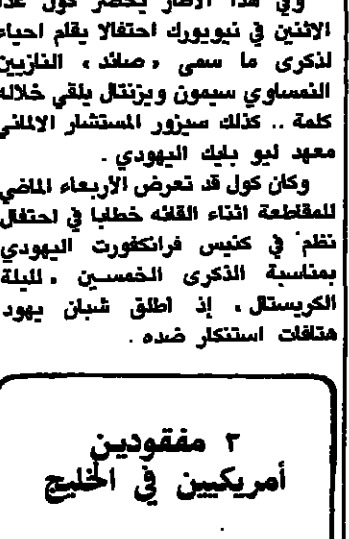 وفي هذا الاطار يحضر كول غدا
الاثنين في نيويورك احتفالا يقام احياء
لذكرى ما سمى « صائد » النازيين
النمساوي سيمون ويزنتال يلقي خلاله
كلمة .. كذلك سيزور المستشار الالماني
معهد ليو بايك اليهودي .
وكان كول قد تعرض الأربعاء الماضي
للمقاطعة اثناء القائه خطابا في احتفال
نظم في كنيس فرانكفورت اليهودي
بمناسبة الذكرى الخمسين « لليلة
الكريستال » إذ اطلق شبان يهود
هتافات استنكار ضده .
٢ مفقودين
أمريكيين في الخليج